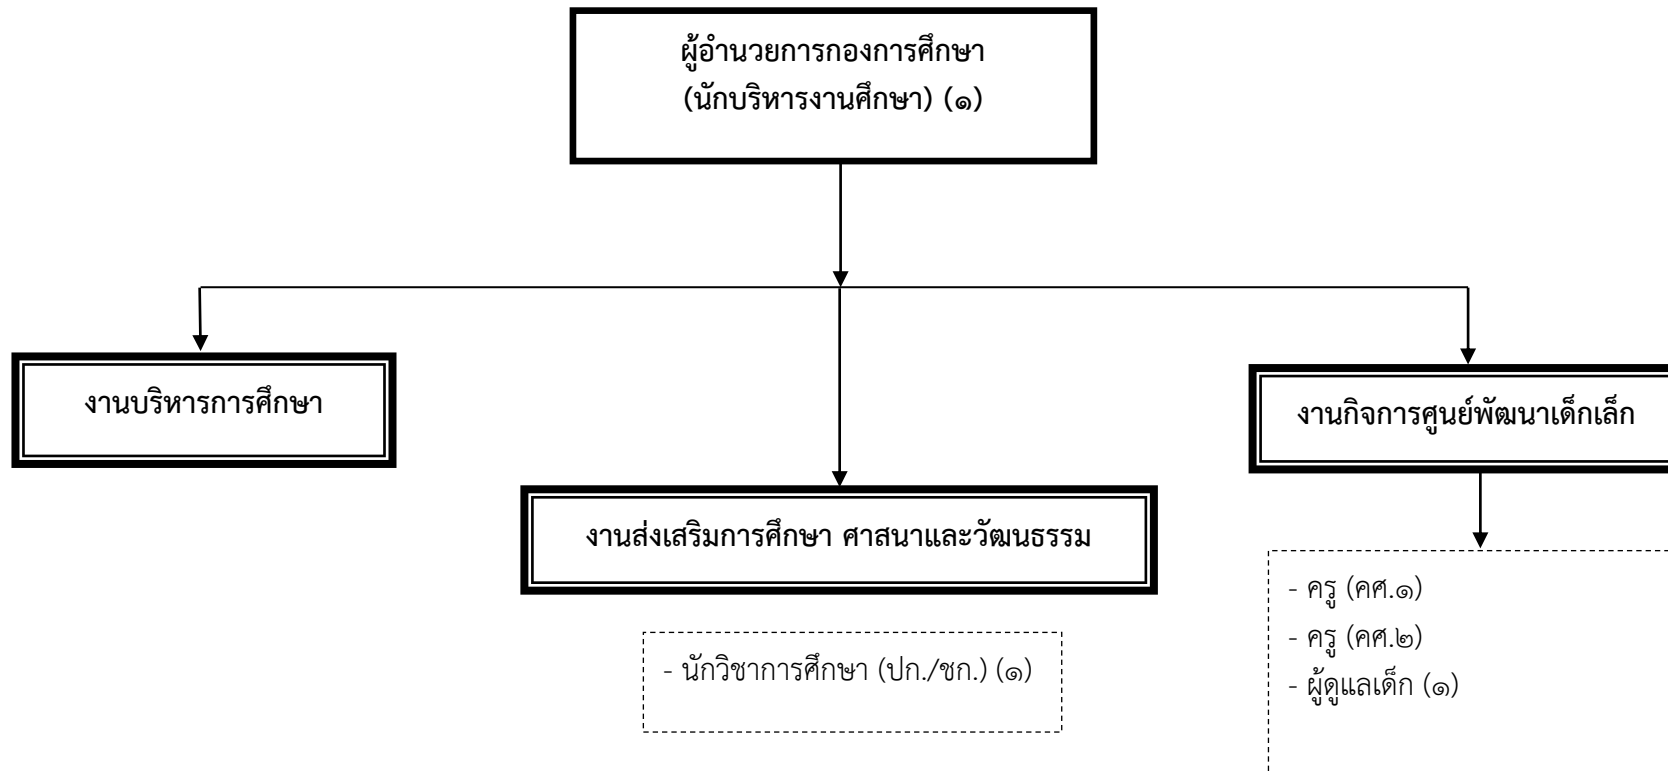 ผู้อำนวยการกองการศึกษา
(นักบริหารงานศึกษา) (๑)
งานบริหารการศึกษา
งานส่งเสริมการศึกษา ศาสนาและวัฒนธรรม
- นักวิชาการศึกษา (ปก./ชก.) (๑)
งานกิจการศูนย์พัฒนาเด็กเล็ก
- ครู (คศ.๑)
- ครู (คศ.๒)
- ผู้ดูแลเด็ก (๑)